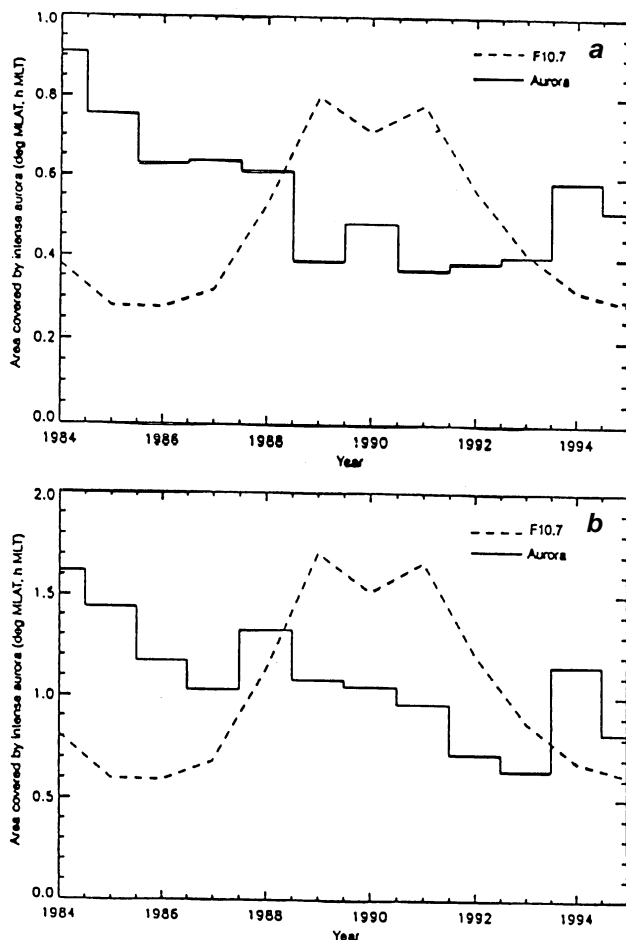 a
F10.7
Aurora
Area covered by intense aurora (deg MLAT, h MLT)
1.0
0.8
0.6
0.4
0.2
0.0
1984
1986
1988
1990
1992
1994
Year
b
F10.7
Aurora
Area covered by intense aurora (deg MLAT, h MLT)
2.0
1.5
1.0
0.5
0.0
1984
1986
1988
1990
1992
1994
Year